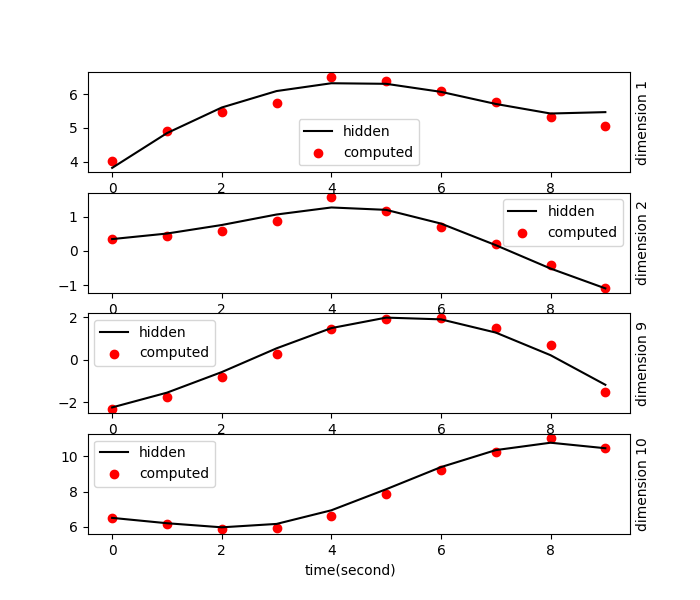 6
5
4
hidden
computed
0 2 4 6 8
dimension 1
1
0
−1
hidden
computed
0 2 4 6 8
dimension 2
2
0
−2
hidden
computed
0 2 4 6 8
dimension 9
10
8
6
hidden
computed
0 2 4 6 8
dimension 10
time(second)